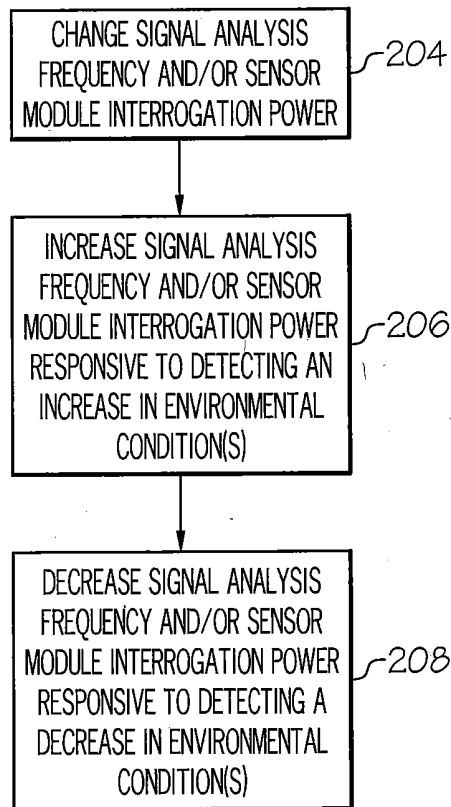 CHANGE SIGNAL ANALYSIS
FREQUENCY AND/OR SENSOR
MODULE INTERROGATION POWER
204
INCREASE SIGNAL ANALYSIS
FREQUENCY AND/OR SENSOR
MODULE INTERROGATION POWER
RESPONSIVE TO DETECTING AN
INCREASE IN ENVIRONMENTAL
CONDITION(S)
206
DECREASE SIGNAL ANALYSIS
FREQUENCY AND/OR SENSOR
MODULE INTERROGATION POWER
RESPONSIVE TO DETECTING A
DECREASE IN ENVIRONMENTAL
CONDITION(S)
208